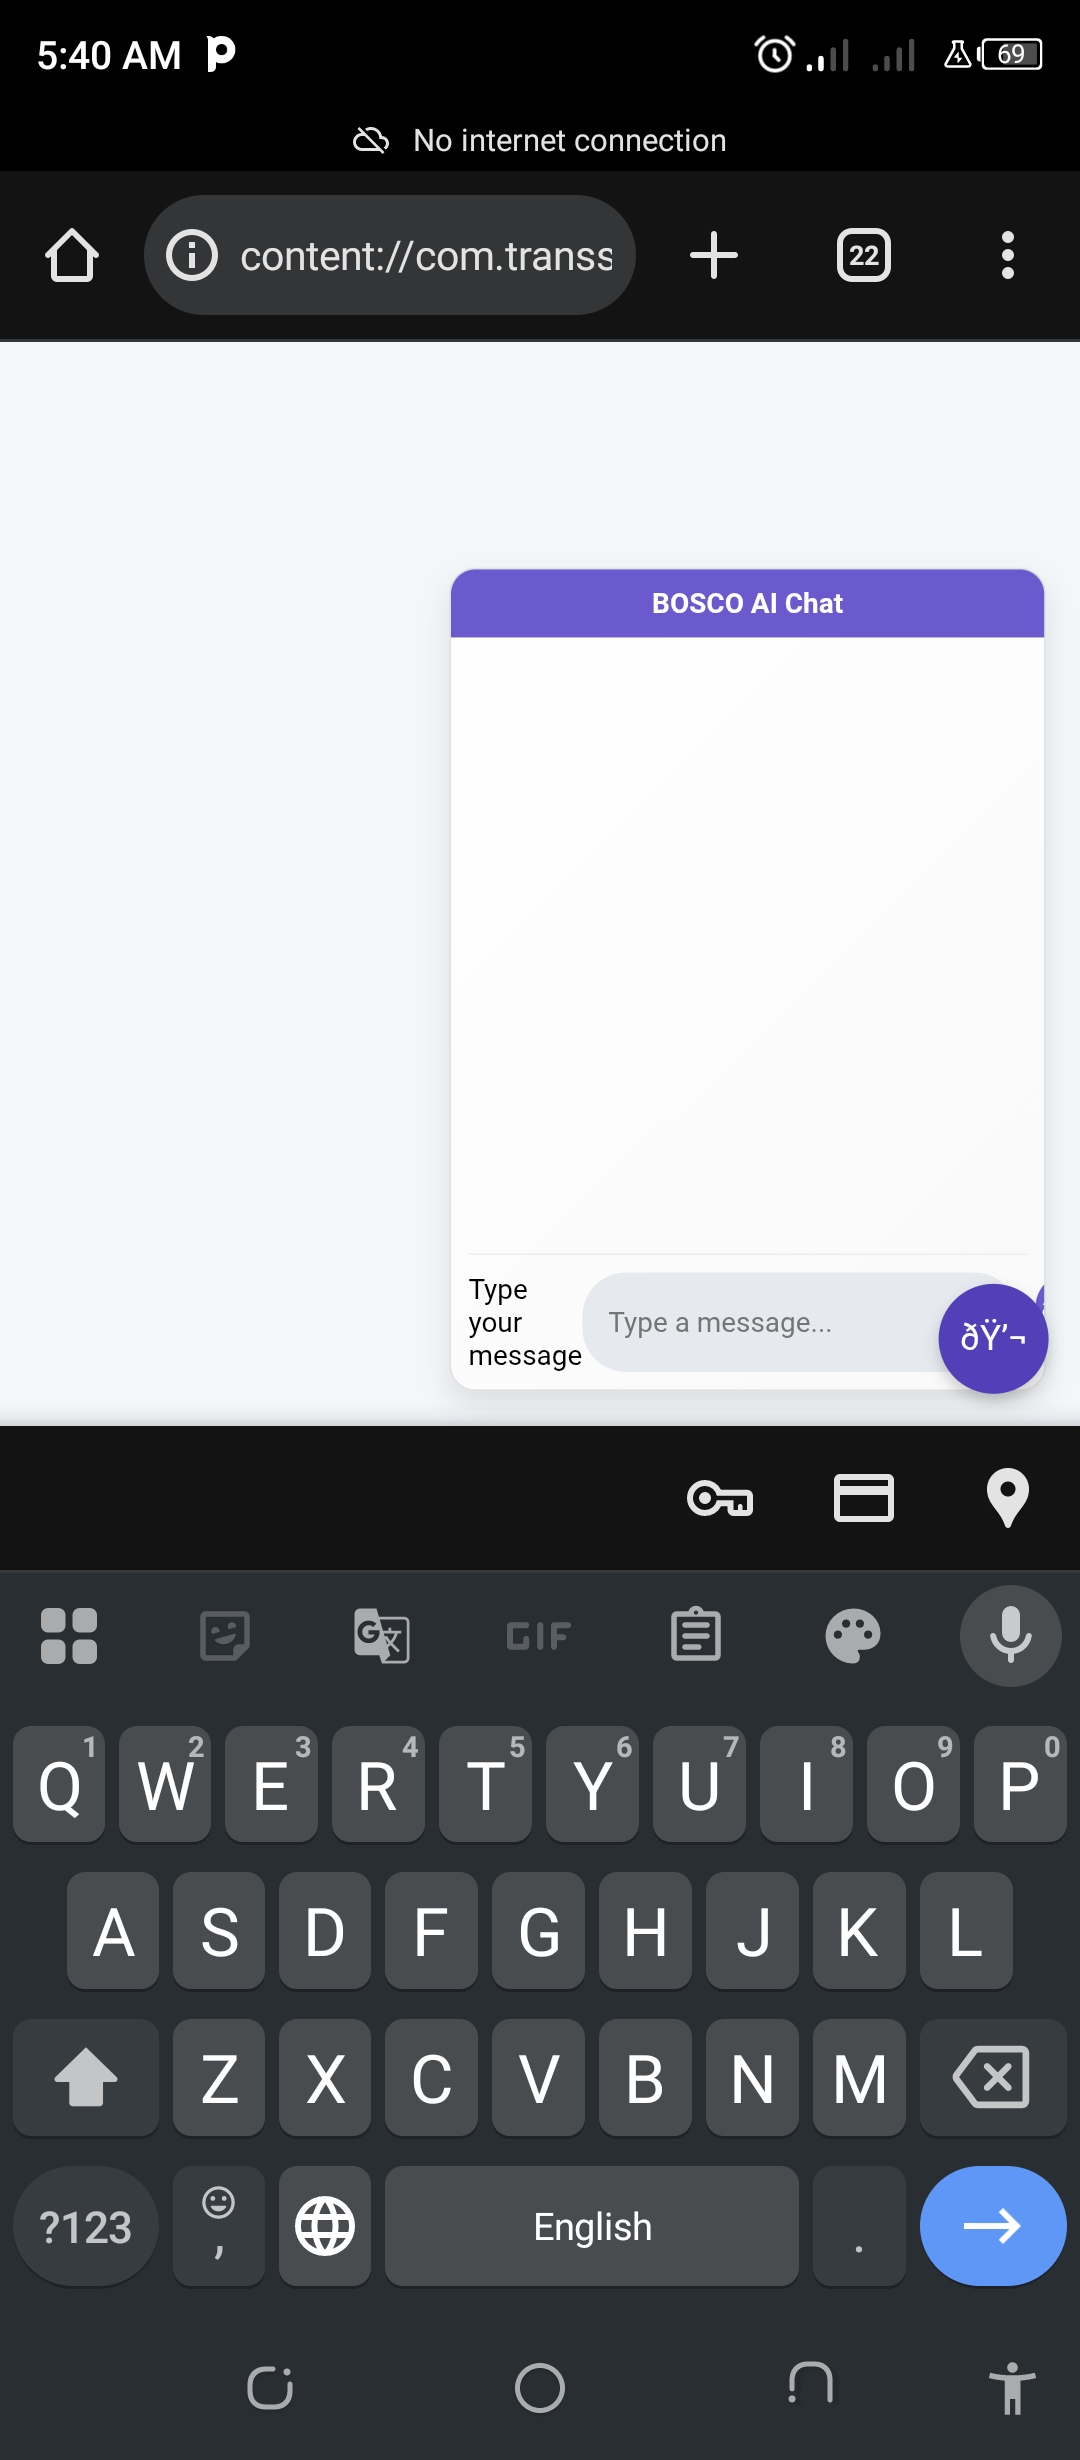 5:40 AM
69
No internet connection
content://com.transs
22
BOSCO AI Chat
Type
your
message
Type a message...
ðŸ’¬
GIF
1 2 3 4 5 6 7 8 9 0
Q W E R T Y U I O P
A S D F G H J K L
Z X C V B N M
?123 , English .